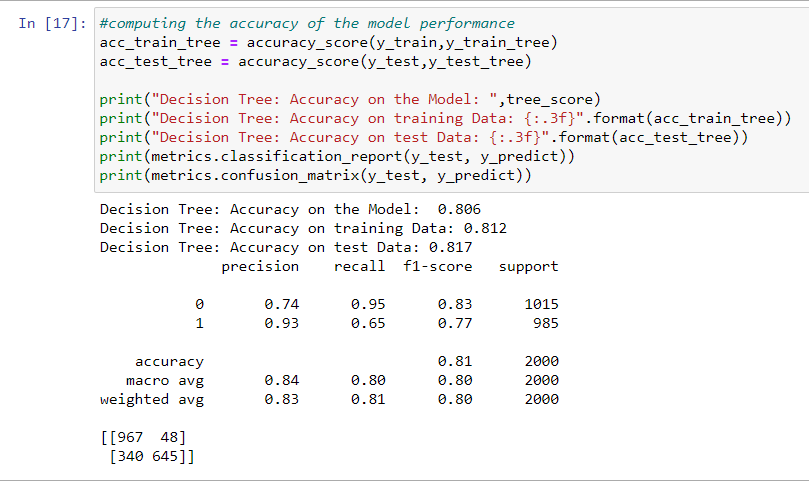 In [17]: #computing the accuracy of the model performance
acc_train_tree = accuracy_score(y_train,y_train_tree)
acc_test_tree = accuracy_score(y_test,y_test_tree)
print("Decision Tree: Accuracy on the Model: ",tree_score)
print("Decision Tree: Accuracy on training Data: {:.3f}".format(acc_train_tree))
print("Decision Tree: Accuracy on test Data: {:.3f}".format(acc_test_tree))
print(metrics.classification_report(y_test, y_predict))
print(metrics.confusion_matrix(y_test, y_predict))
Decision Tree: Accuracy on the Model:  0.806
Decision Tree: Accuracy on training Data: 0.812
Decision Tree: Accuracy on test Data: 0.817
precision recall f1-score support
0 0.74 0.95 0.83 1015
1 0.93 0.65 0.77 985
accuracy 0.81 2000
macro avg 0.84 0.80 0.80 2000
weighted avg 0.83 0.81 0.80 2000
[[967  48]
[340 645]]